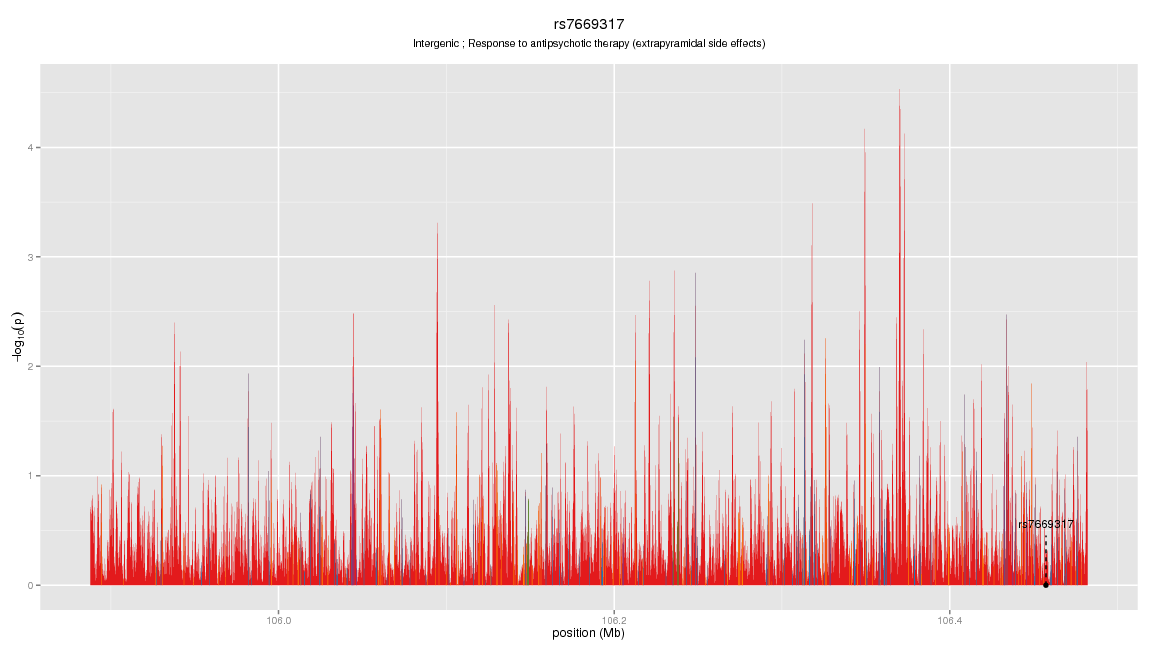 rs7669317
Intergenic ; Response to antipsychotic therapy (extrapyramidal side effects)
−log10(p)
4
3
2
1
0
rs7669317
106.0
106.2
106.4
position (Mb)